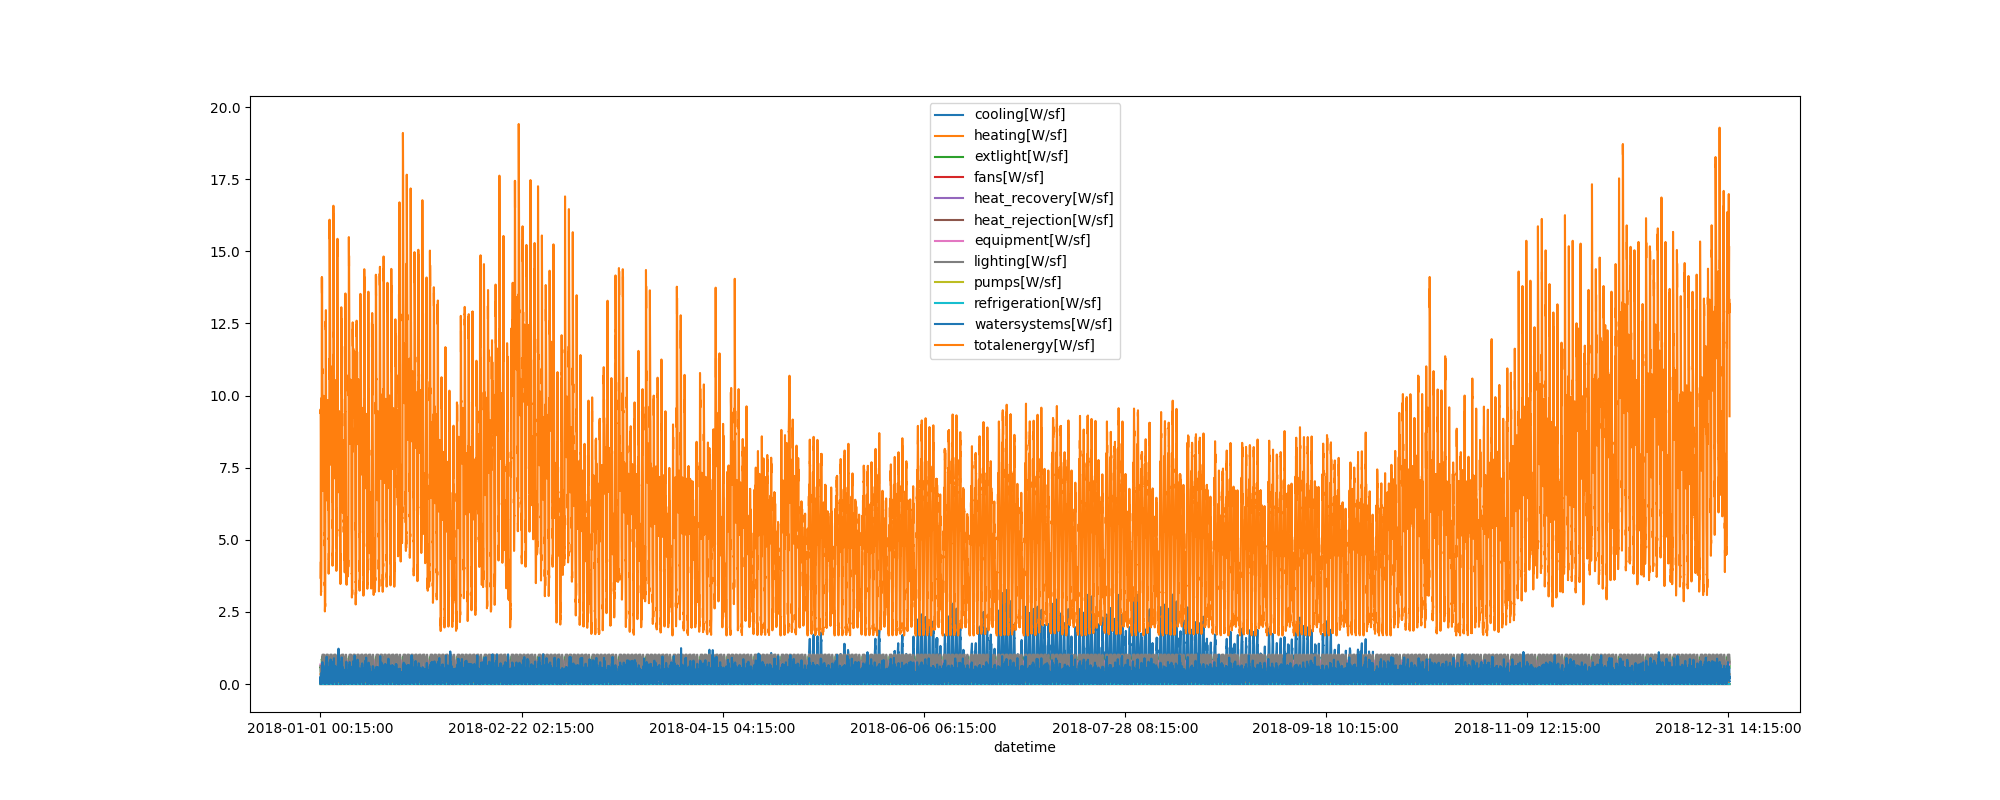 20.0
17.5
15.0
12.5
10.0
7.5
5.0
2.5
0.0
cooling[W/sf]
heating[W/sf]
extlight[W/sf]
fans[W/sf]
heat_recovery[W/sf]
heat_rejection[W/sf]
equipment[W/sf]
lighting[W/sf]
pumps[W/sf]
refrigeration[W/sf]
watersystems[W/sf]
totalenergy[W/sf]
2018-01-01 00:15:00 2018-02-22 02:15:00 2018-04-15 04:15:00 2018-06-06 06:15:00 2018-07-28 08:15:00 2018-09-18 10:15:00 2018-11-09 12:15:00 2018-12-31 14:15:00
datetime